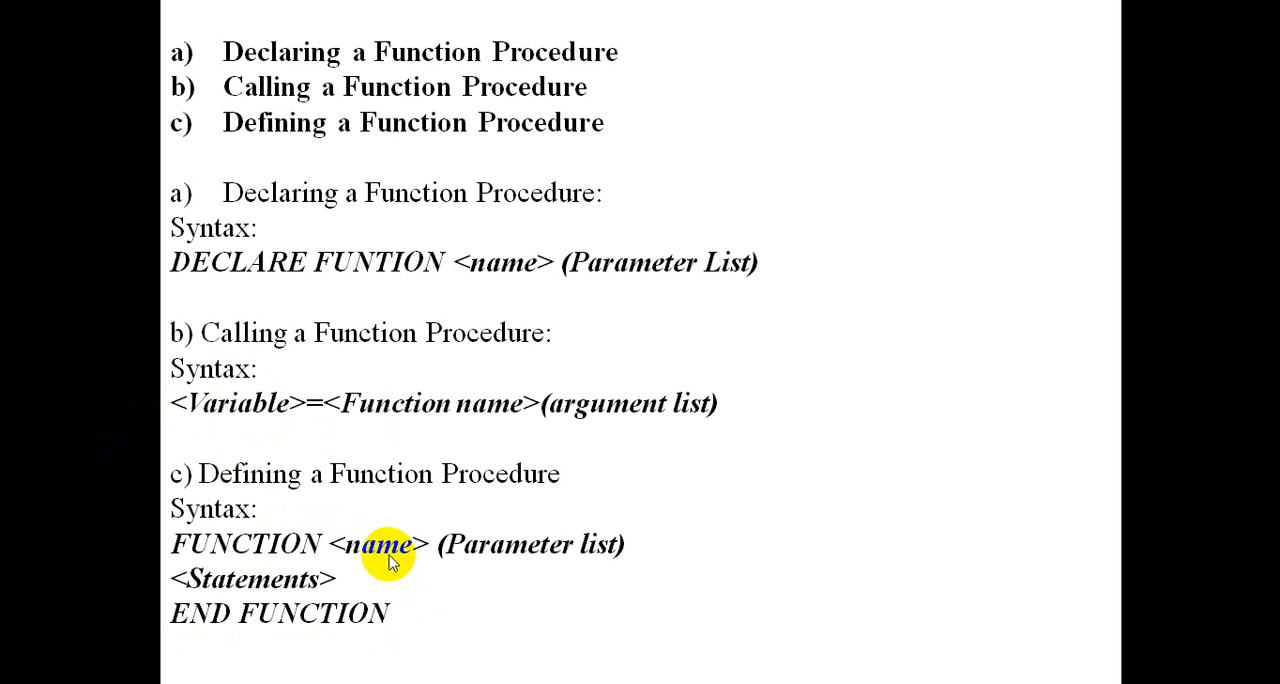 a) Declaring a Function Procedure
b) Calling a Function Procedure
c) Defining a Function Procedure
a) Declaring a Function Procedure:
Syntax:
DECLARE FUNTION <name> (Parameter List)
b) Calling a Function Procedure:
Syntax:
<Variable>=<Function name>(argument list)
c) Defining a Function Procedure
Syntax:
FUNCTION <name> (Parameter list)
<Statements>
END FUNCTION